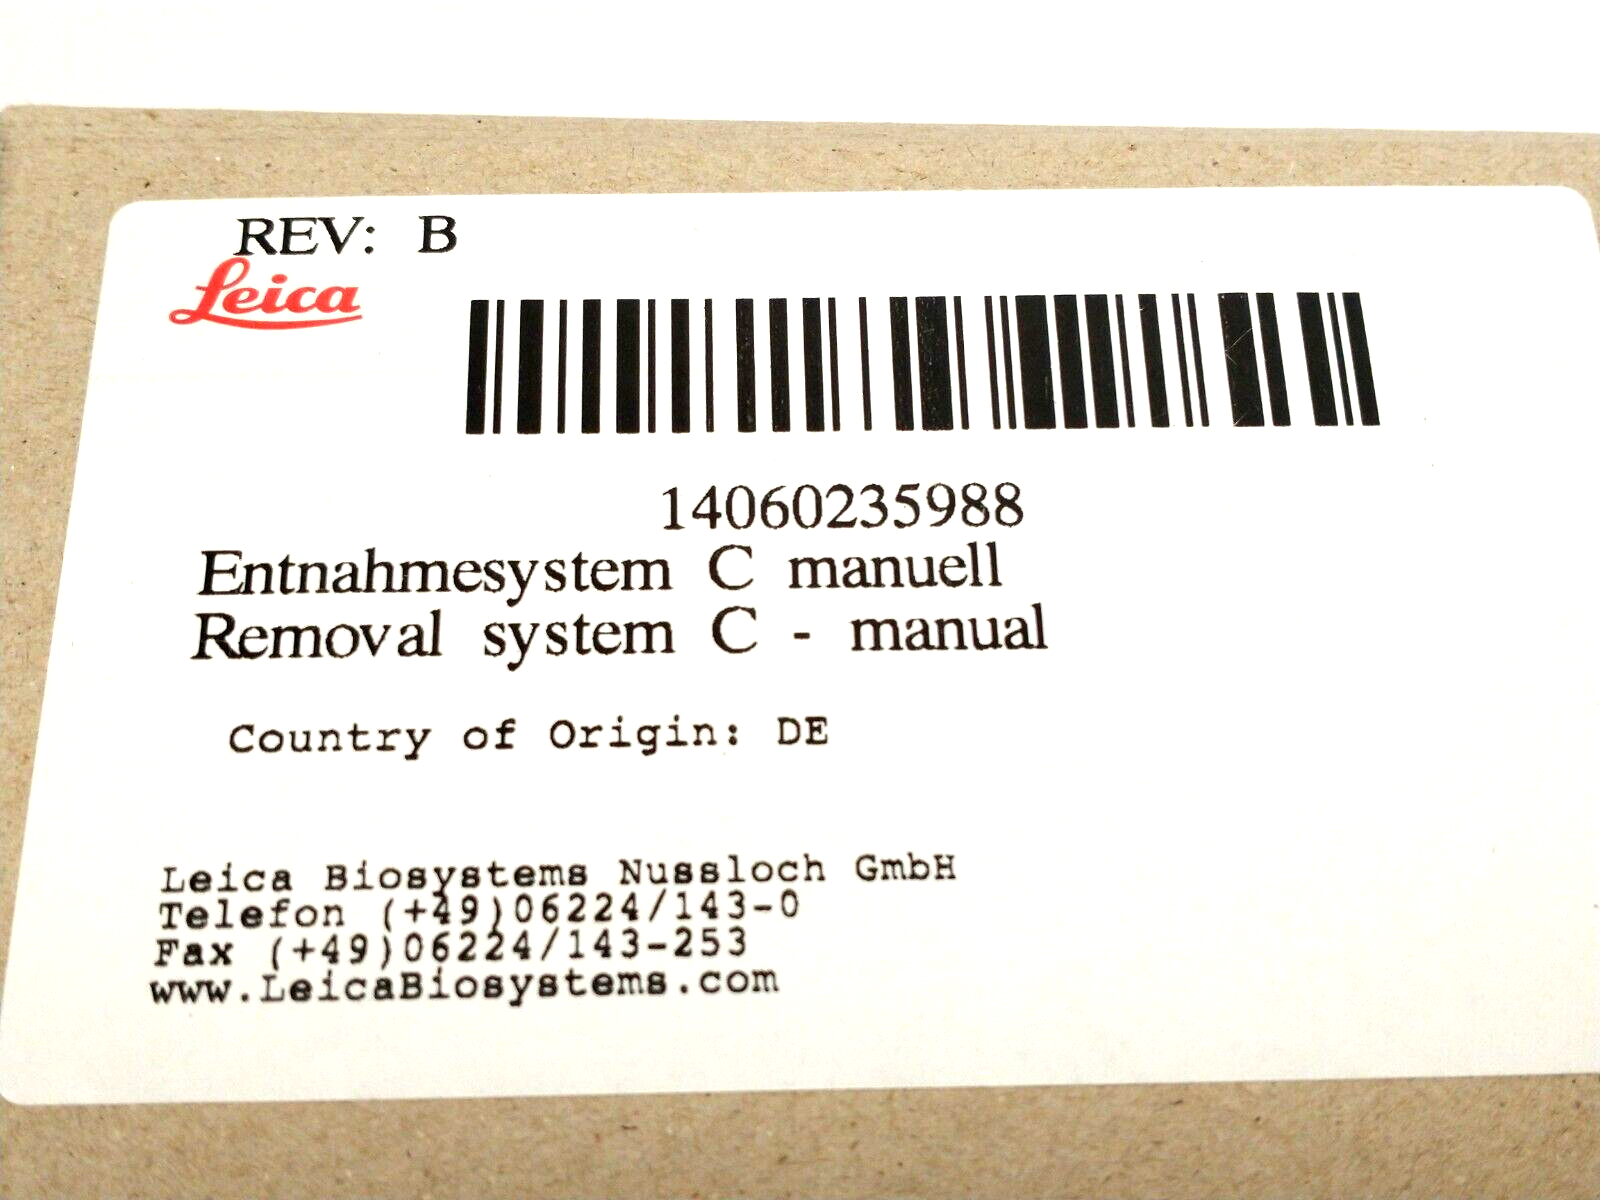 REV: B
Leica
14060235988
Entnahmesystem C manuell
Removal system C - manual
Country of Origin: DE
Leica Biosystems Nussloch GmbH
Telefon (+49)06224/143-0
Fax (+49)06224/143-253
www.LeicaBiosystems.com